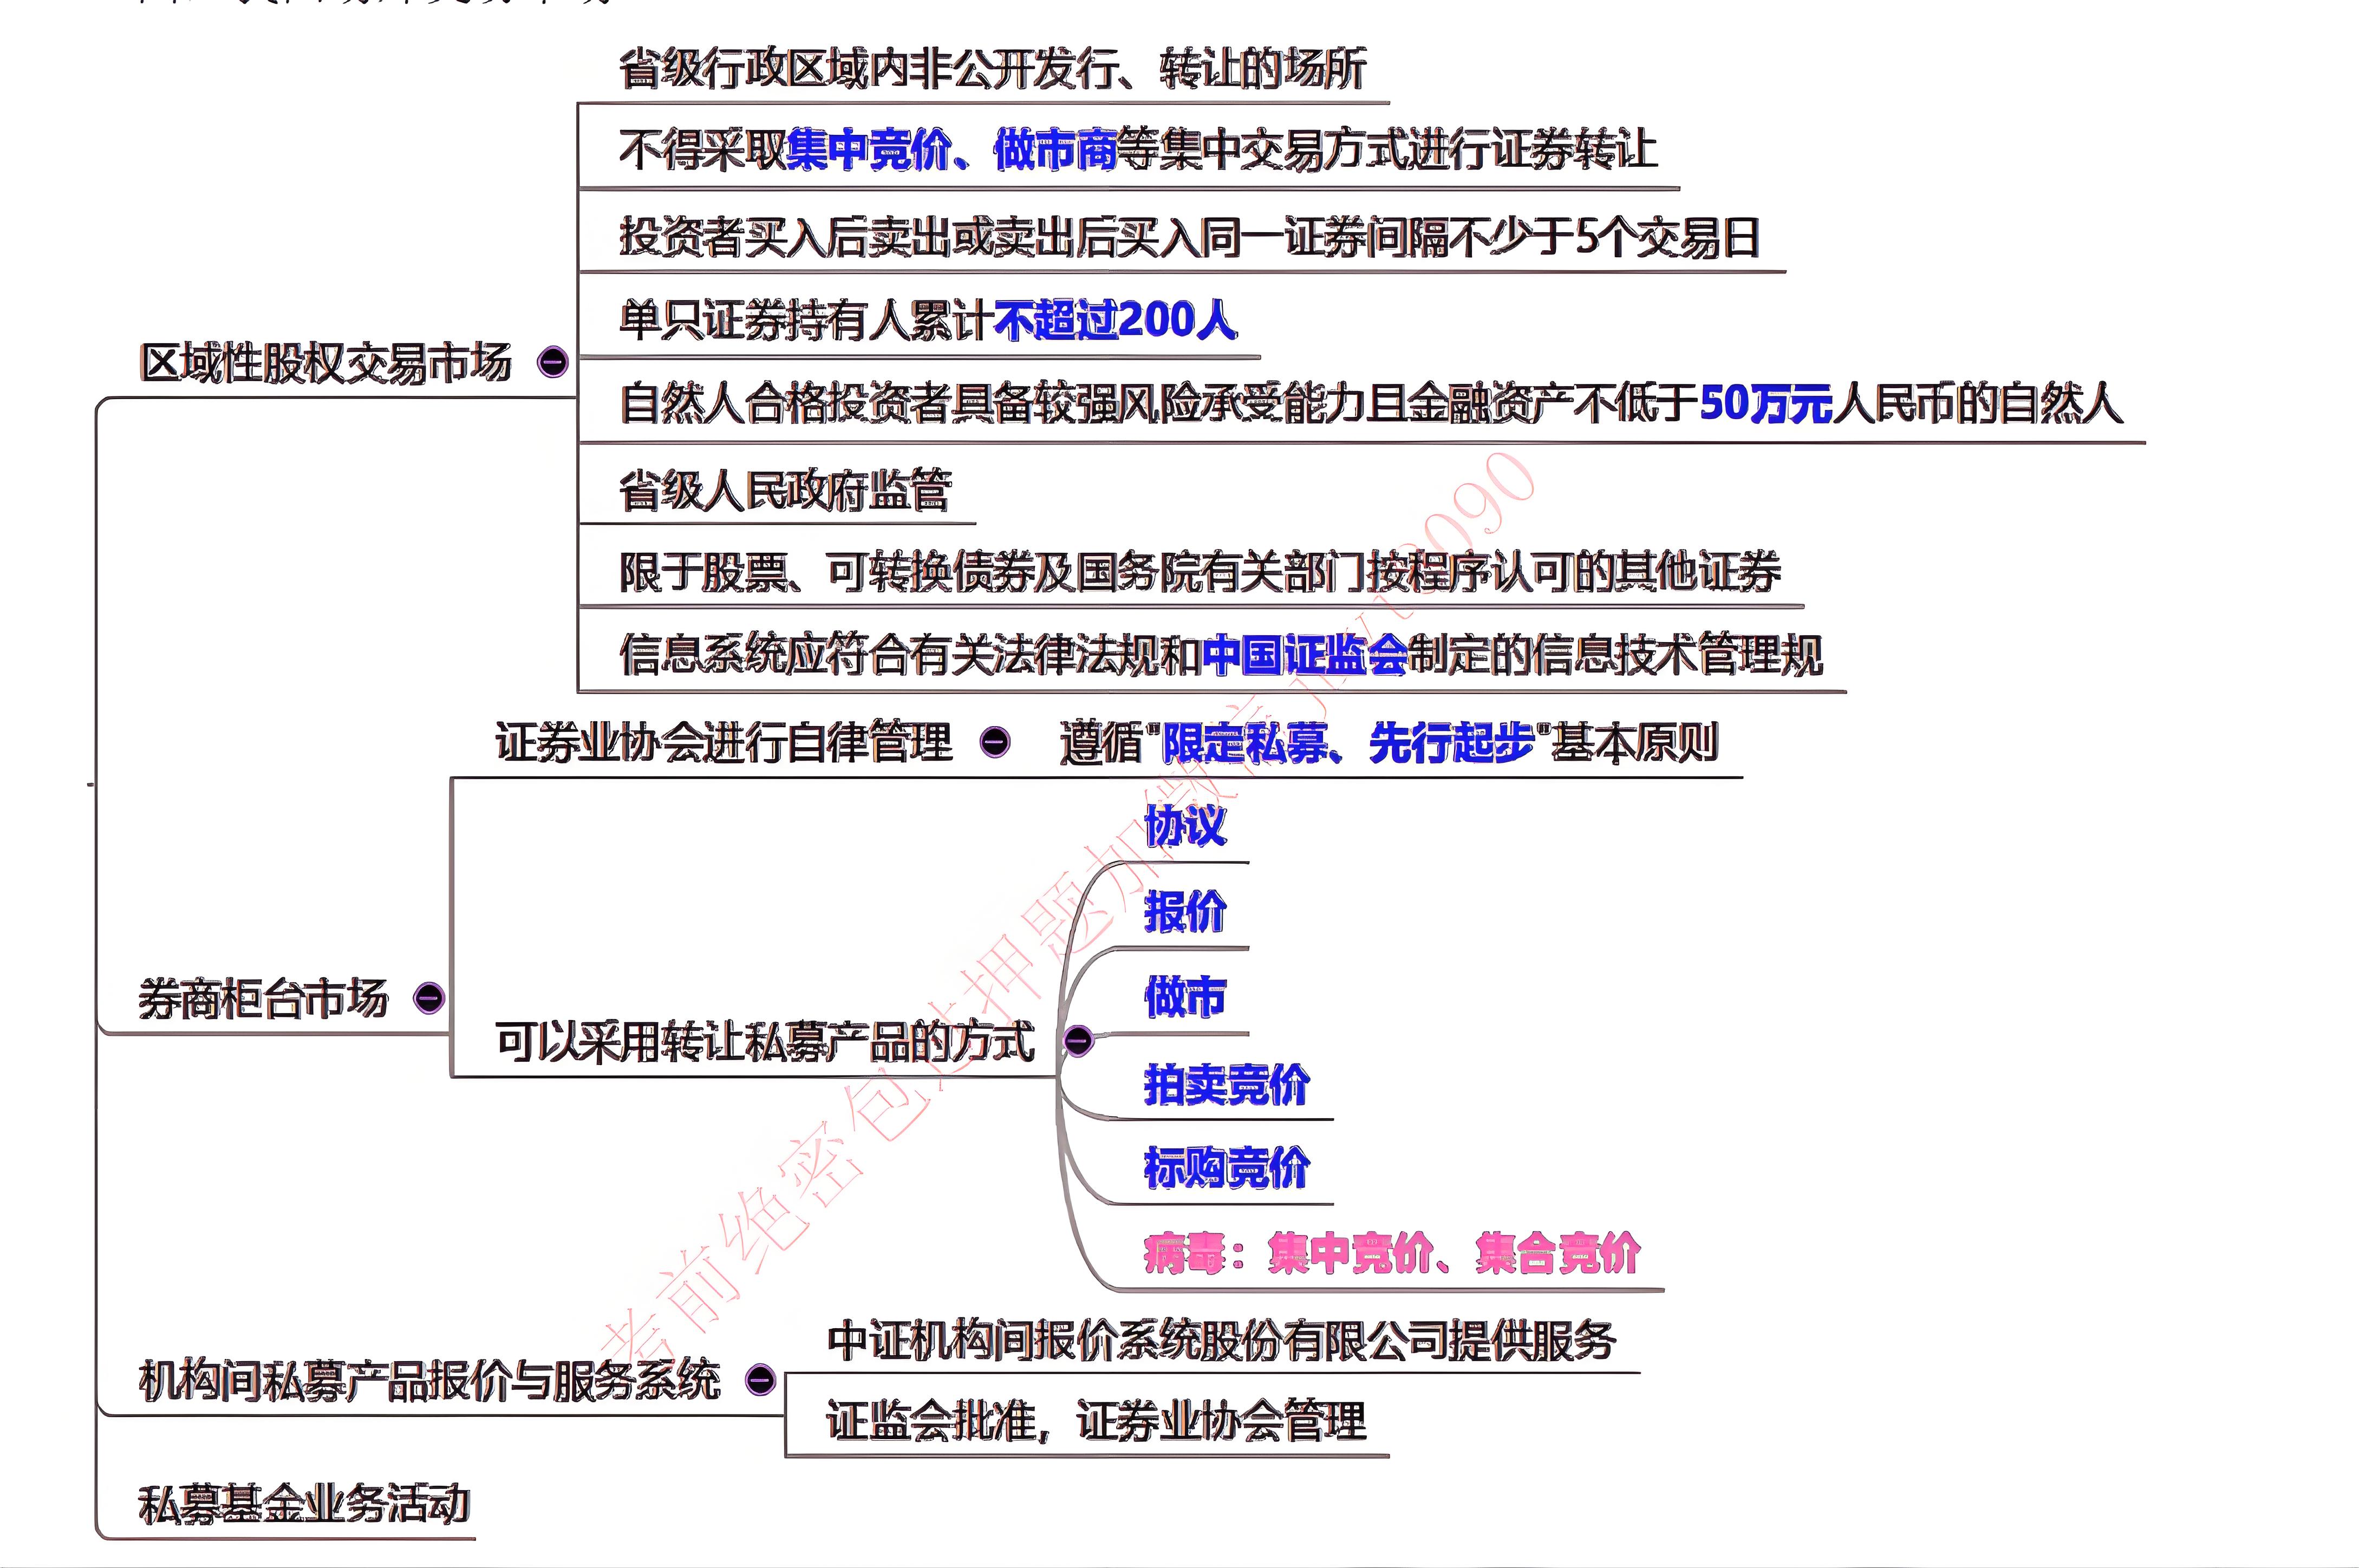 省级行政区域内非公开发行、转让的场所
不得采取集中竞价、做市商等集中交易方式进行证券转让
投资者买入后卖出或卖出后买入同一证券间隔不少于5个交易日
单只证券持有人累计不超过200人
区域性股权交易市场
自然人合格投资者具备较强风险承受能力且金融资产不低于50万元人民币的自然人
省级人民政府监管
限于股票、可转换债券及国务院有关部门按程序认可的其他证券
信息系统应符合有关法律法规和中国证监会制定的信息技术管理规
证券业协会进行自律管理 遵循"限定私募、先行起步"基本原则
协议
报价
券商柜台市场
做市
可以采用转让私募产品的方式
拍卖竞价
标购竞价
病毒：集中竞价、集合竞价
中证机构间报价系统股份有限公司提供服务
机构间私募产品报价与服务系统
证监会批准，证券业协会管理
私募基金业务活动
考前绝密包过押题加微信